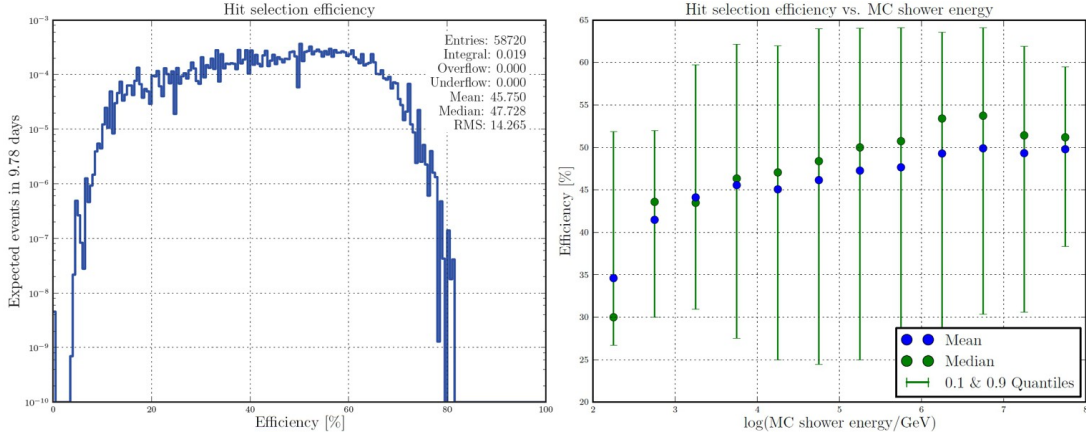 Hit selection efficiency
10⁻³
10⁻⁴
10⁻⁵
10⁻⁶
10⁻⁷
10⁻⁸
10⁻⁹
10⁻¹⁰
Expected events in 9.78 days
Entries: 58720
Integral: 0.019
Overflow: 0.000
Underflow: 0.000
Mean: 45.750
Median: 47.728
RMS: 14.265
0 20 40 60 80 100
Efficiency [%]
Hit selection efficiency vs. MC shower energy
65
60
55
50
45
40
35
30
25
20
Efficiency [%]
Mean
Median
0.1 & 0.9 Quantiles
2 3 4 5 6 7 8
log(MC shower energy/GeV)